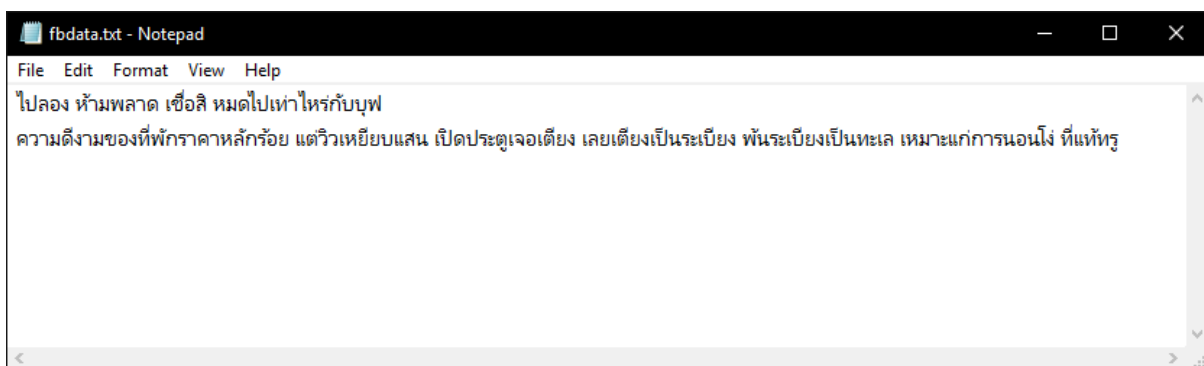 fbdata.txt - Notepad
File Edit Format View Help
ไปลอง ห้ามพลาด เชื่อสิ หมดไปเท่าไหร่กับบุฟ
ความดีงามของที่พักราคาหลักร้อย แต่วิวเหยียบแสน เปิดประตูเจอเตียง เลยเตียงเป็นระเบียง พ้นระเบียงเป็นทะเล เหมาะแก่การนอนโง่ ที่แท้ทรู